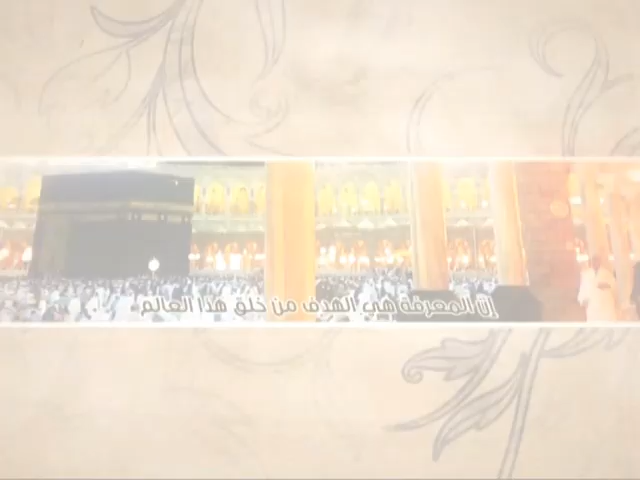 إن المعرفة هي الهدف من خلق هذا العالم